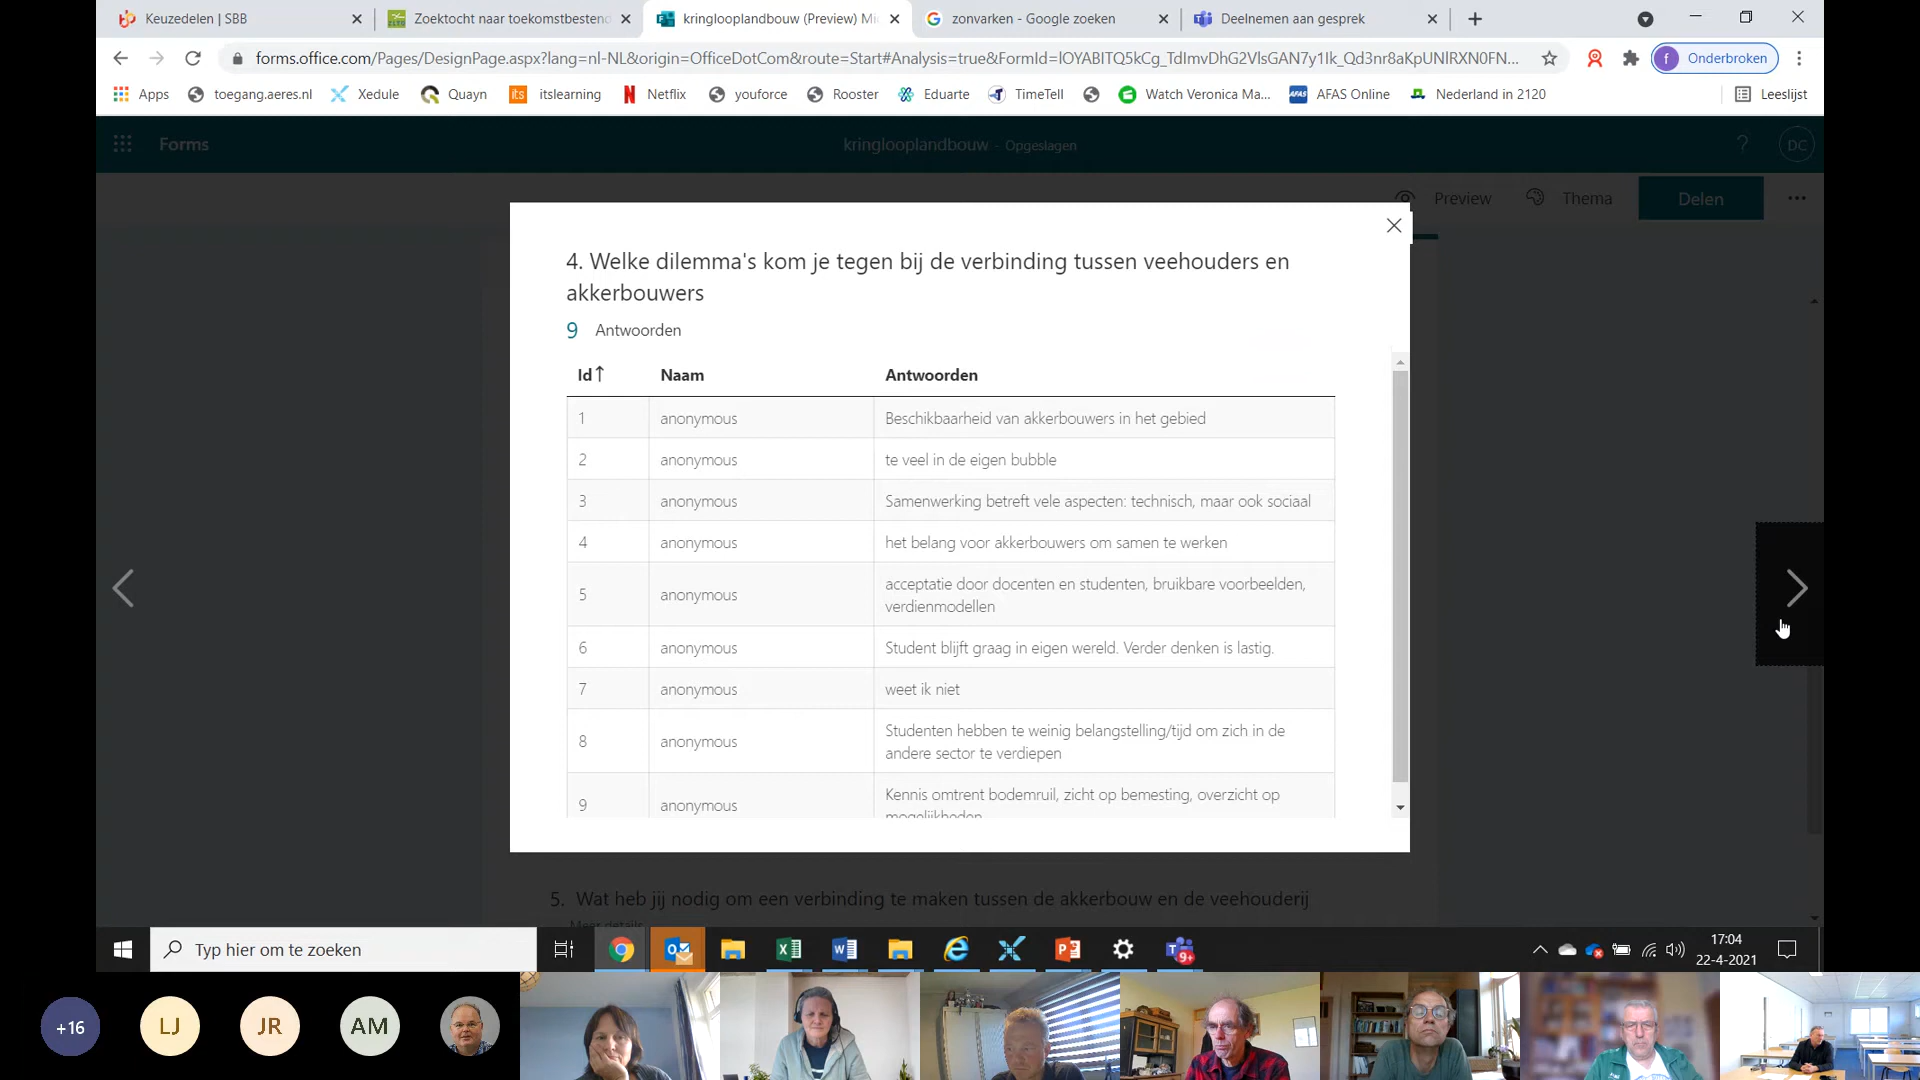 Keuzedelen | SBB
Zoektocht naar toekomstbesten
kringlooplandbouw (Preview) Mi
zonvarken - Google zoeken
Deelnemen aan gesprek
forms.office.com/Pages/DesignPage.aspx?lang=nl-NL&origin=OfficeDotCom&route=Start#Analysis=true&FormId=
Onderbroken
Apps
toegang.aeres.nl
Xedule
Quayn
its
itslearning
Netflix
youforce
Rooster
Eduarte
TimeTell
Watch Veronica Ma...
AFAS Online
Nederland in 2120
Leeslijst
Forms
kringlooplandbouw - Opgeslagen
?
DC
Preview
Thema
Delen
4. Welke dilemma's kom je tegen bij de verbinding tussen veehouders en
akkerbouwers
9 Antwoorden
Id↑ Naam Antwoorden
1 anonymous Beschikbaarheid van akkerbouwers in het gebied
2 anonymous te veel in de eigen bubble
3 anonymous Samenwerking betreft vele aspecten: technisch, maar ook sociaal
4 anonymous het belang voor akkerbouwers om samen te werken
5 anonymous acceptatie door docenten en studenten, bruikbare voorbeelden,
verdienmodellen
6 anonymous Student blijft graag in eigen wereld. Verder denken is lastig.
7 anonymous weet ik niet
8 anonymous Studenten hebben te weinig belangstelling/tijd om zich in de
andere sector te verdiepen
9 anonymous Kennis omtrent bodemruil, zicht op bemesting, overzicht op
mogelijkheden
5. Wat heb jij nodig om een verbinding te maken tussen de akkerbouw en de veehouderij
Meer details
Typ hier om te zoeken
9+
17:04
22-4-2021
+16
LJ
JR
AM